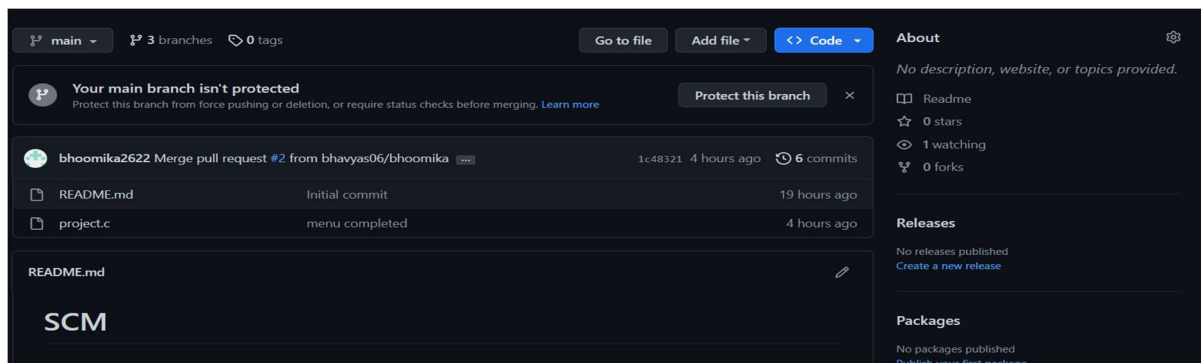 main
3 branches
0 tags
Go to file
Add file
<> Code
Your main branch isn't protected
Protect this branch from force pushing or deletion, or require status checks before merging. Learn more
Protect this branch
bhoomika2622 Merge pull request #2 from bhavyas06/bhoomika ...
1c48321 4 hours ago 6 commits
README.md Initial commit 19 hours ago
project.c menu completed 4 hours ago
README.md
SCM
About
No description, website, or topics provided.
Readme
0 stars
1 watching
0 forks
Releases
No releases published
Create a new release
Packages
No packages published
Publish your first package